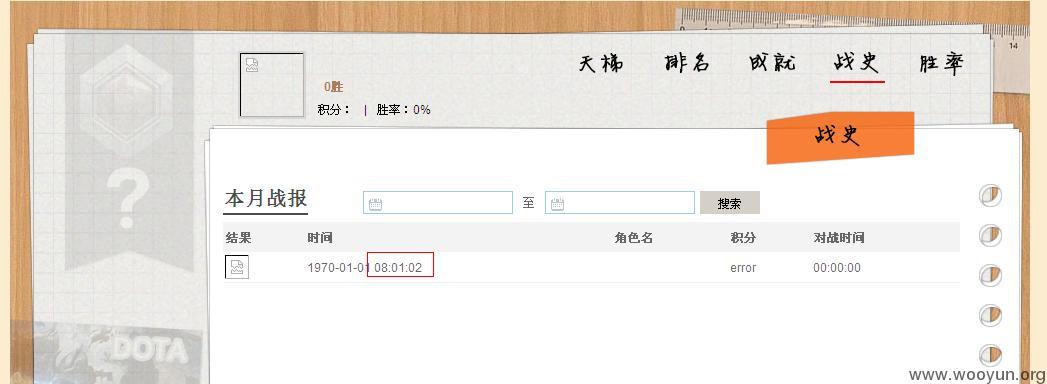 14
天梯 排名 成就 战史 胜率
0胜
积分： | 胜率：0%
战史
?
本月战报 至 搜索
结果 时间 角色名 积分 对战时间
1970-01-01 08:01:02 error 00:00:00
DOTA
www.wooyun.org